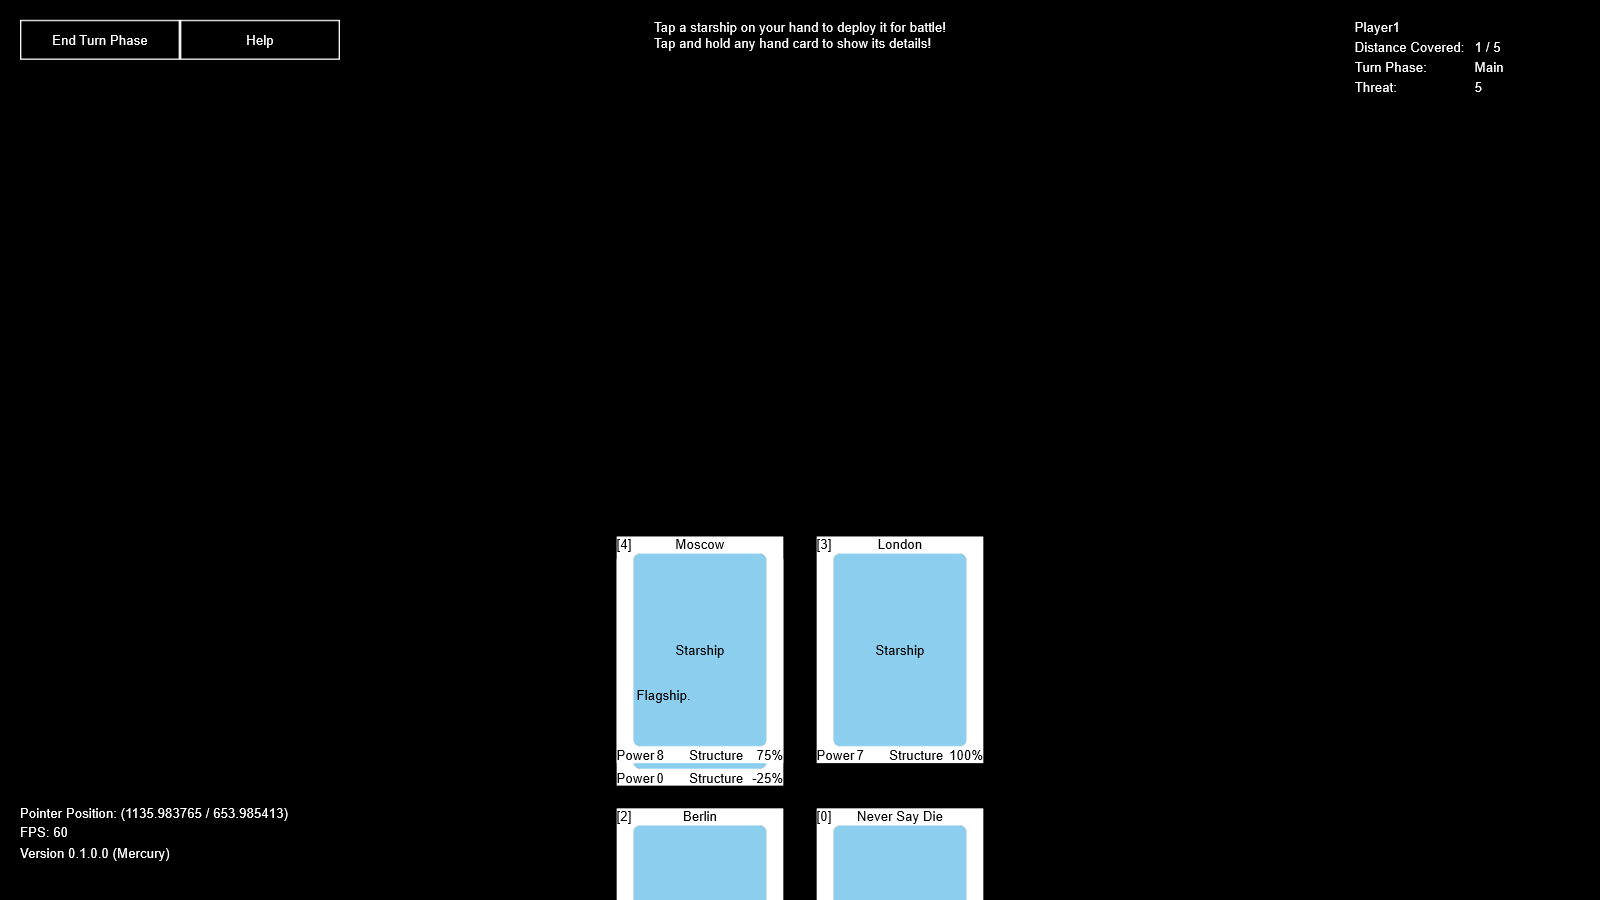 End Turn Phase
Help
Tap a starship on your hand to deploy it for battle!
Tap and hold any hand card to show its details!
Player1
Distance Covered: 1 / 5
Turn Phase: Main
Threat: 5
[4] Moscow
Starship
Flagship.
Power 8 Structure 75%
Power 0 Structure -25%
[3] London
Starship
Power 7 Structure 100%
[2] Berlin
[0] Never Say Die
Pointer Position: (1135.983765 / 653.985413)
FPS: 60
Version 0.1.0.0 (Mercury)